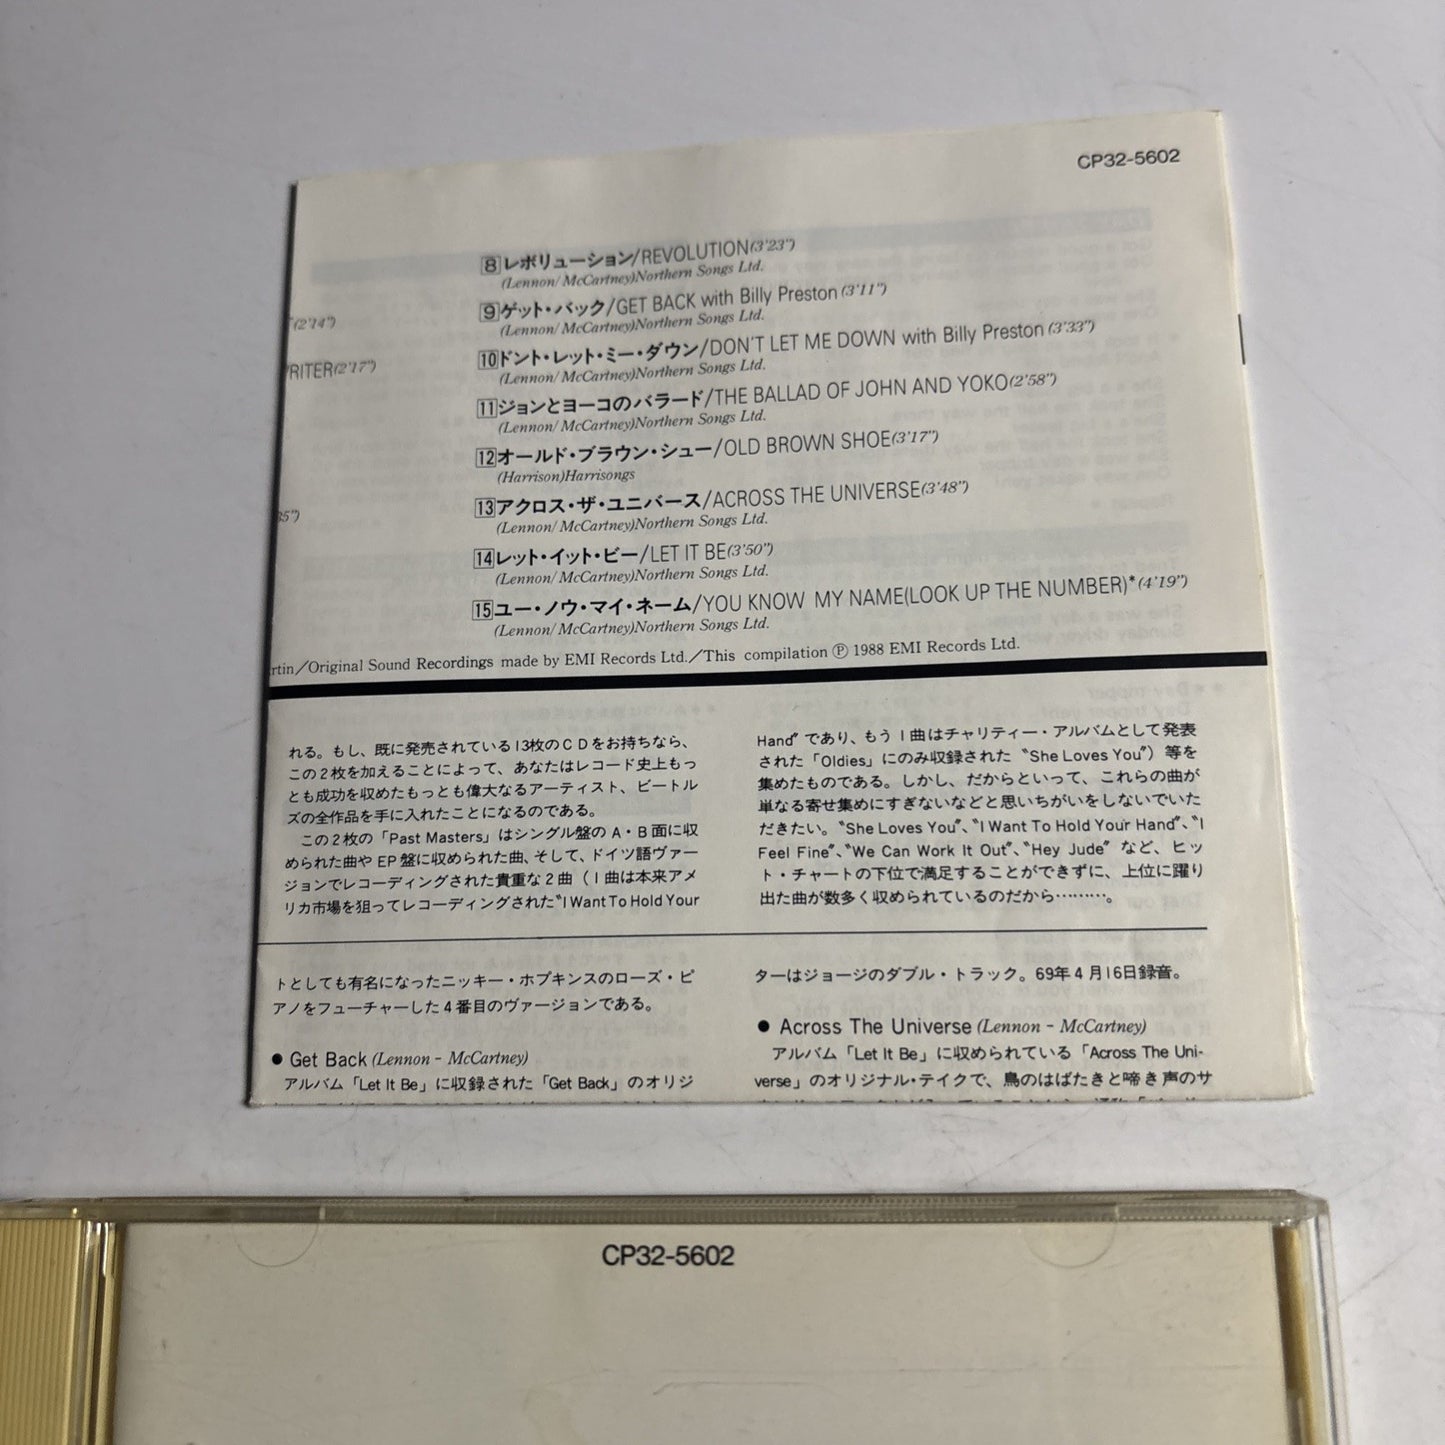 CP32-5602
8レボリューション/REVOLUTION(3'23")
(Lennon/McCartney)Northern Songs Ltd.
T(2'14")
9ゲット・バック/GET BACK with Billy Preston(3'11")
(Lennon/McCartney)Northern Songs Ltd.
RITER(2'17")
10ドント・レット・ミー・ダウン/DON'T LET ME DOWN with Billy Preston(3'33")
(Lennon/McCartney)Northern Songs Ltd.
11ジョンとヨーコのバラード/THE BALLAD OF JOHN AND YOKO(2'58")
(Lennon/McCartney)Northern Songs Ltd.
12オールド・ブラウン・シュー/OLD BROWN SHOE(3'17")
(Harrison)Harrisongs
35")
13アクロス・ザ・ユニバース/ACROSS THE UNIVERSE(3'48")
(Lennon/McCartney)Northern Songs Ltd.
14レット・イット・ビー/LET IT BE(3'50")
(Lennon/McCartney)Northern Songs Ltd.
15ユー・ノウ・マイ・ネーム/YOU KNOW MY NAME(LOOK UP THE NUMBER)*(4'19")
(Lennon/McCartney)Northern Songs Ltd.
rtin/Original Sound Recordings made by EMI Records Ltd./This compilation Ⓟ 1988 EMI Records Ltd.
れる。もし、既に発売されている13枚のCDをお持ちなら、
この2枚を加えることによって、あなたはレコード史上もっ
とも成功を収めたもっとも偉大なるアーティスト、ビートル
ズの全作品を手に入れたことになるのである。
この2枚の「Past Masters」はシングル盤のA・B面に収
められた曲やEP盤に収められた曲、そして、ドイツ語ヴァー
ジョンでレコーディングされた貴重な2曲(1曲は本来アメ
リカ市場を狙ってレコーディングされた"I Want To Hold Your
Hand"であり、もう1曲はチャリティー・アルバムとして発表
された「Oldies」にのみ収録された "She Loves You") 等を
集めたものである。しかし、だからといって、これらの曲が
単なる寄せ集めにすぎないなどと思いちがいをしないでいた
だきたい。"She Loves You"、"I Want To Hold Your Hand"、"I
Feel Fine"、"We Can Work It Out"、"Hey Jude" など、ヒッ
ト・チャートの下位で満足することができずに、上位に躍り
出た曲が数多く収められているのだから………。
トとしても有名になったニッキー・ホプキンスのローズ・ピ
アノをフューチャーした4番目のヴァージョンである。
● Get Back (Lennon - McCartney)
アルバム「Let It Be」に収録された「Get Back」のオリジ
ターはジョージのダブル・トラック。69年4月16日録音。
● Across The Universe (Lennon - McCartney)
アルバム「Let It Be」に収められている「Across The Uni-
verse」のオリジナル・テイクで、鳥のはばたきと啼き声のサ
CP32-5602